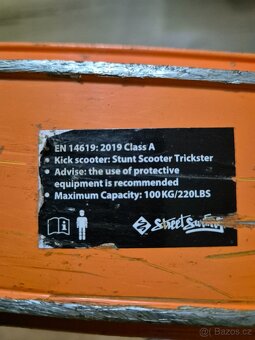 EN 14619: 2019 Class A
• Kick scooter: Stunt Scooter Trickster
• Advise: the use of protective
equipment is recommended
• Maximum Capacity: 100KG/220LBS
Street Surfing
Bazoš.cz